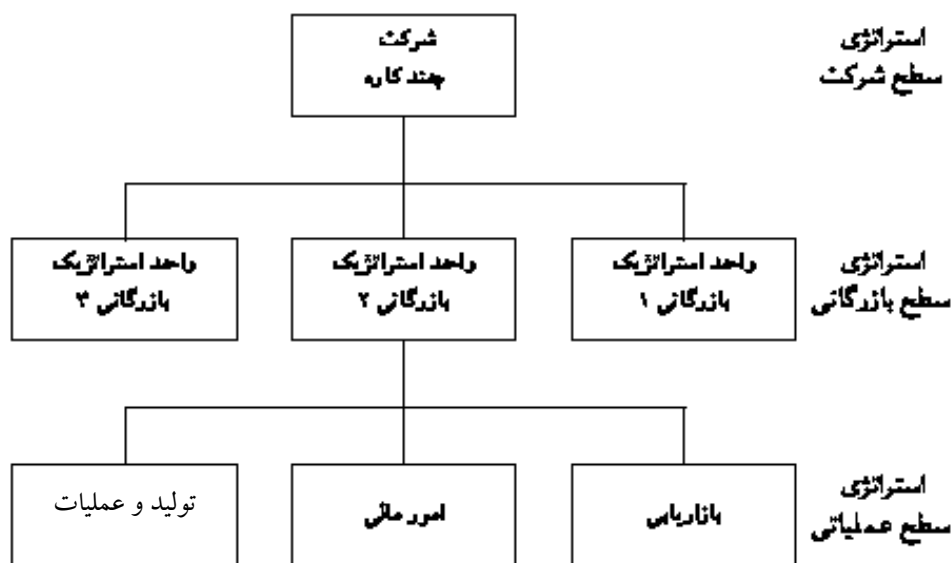 استراتژی
سطح شرکت
شرکت
چند کاره
استراتژی
سطح بازرگانی
واحد استراتژیک
بازرگانی ۱
واحد استراتژیک
بازرگانی ۲
واحد استراتژیک
بازرگانی ۳
استراتژی
سطح عملیاتی
بازاریابی
امور مالی
تولید و عملیات